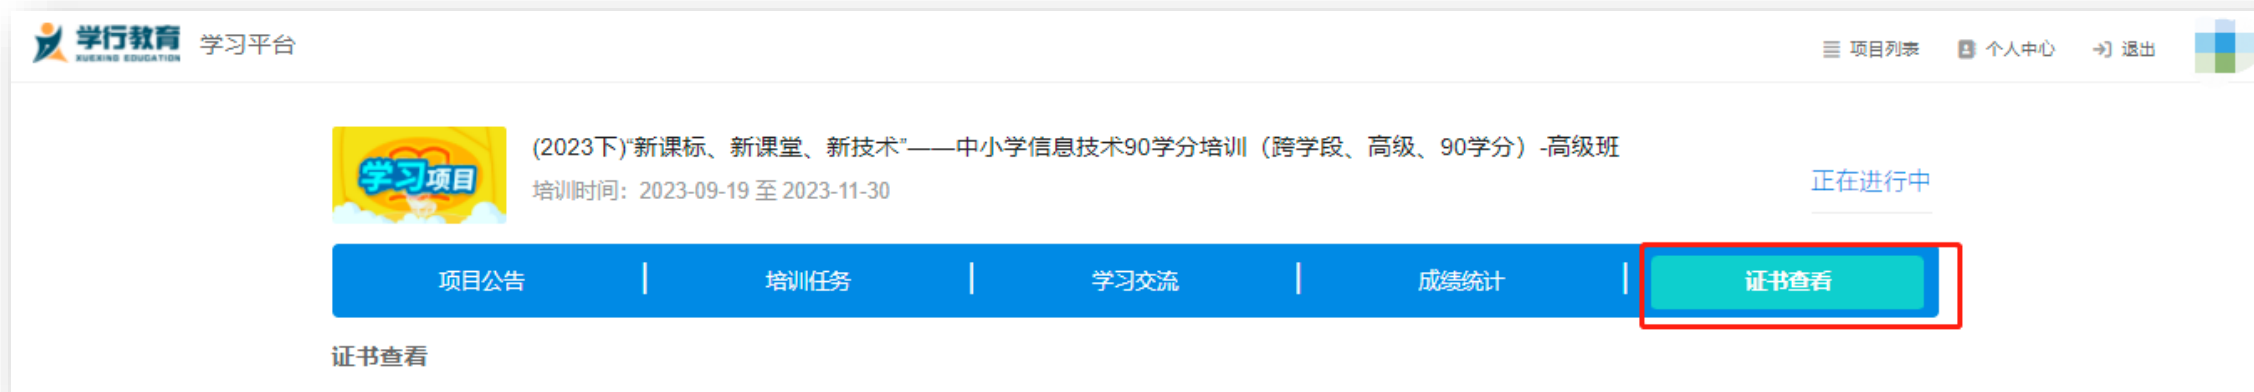 学行教育 学习平台 项目列表 个人中心 退出
XUEXING EDUCATION
(2023下)“新课标、新课堂、新技术”——中小学信息技术90学分培训（跨学段、高级、90学分）-高级班
学习项目
培训时间：2023-09-19 至 2023-11-30
正在进行中
项目公告 培训任务 学习交流 成绩统计 证书查看
证书查看